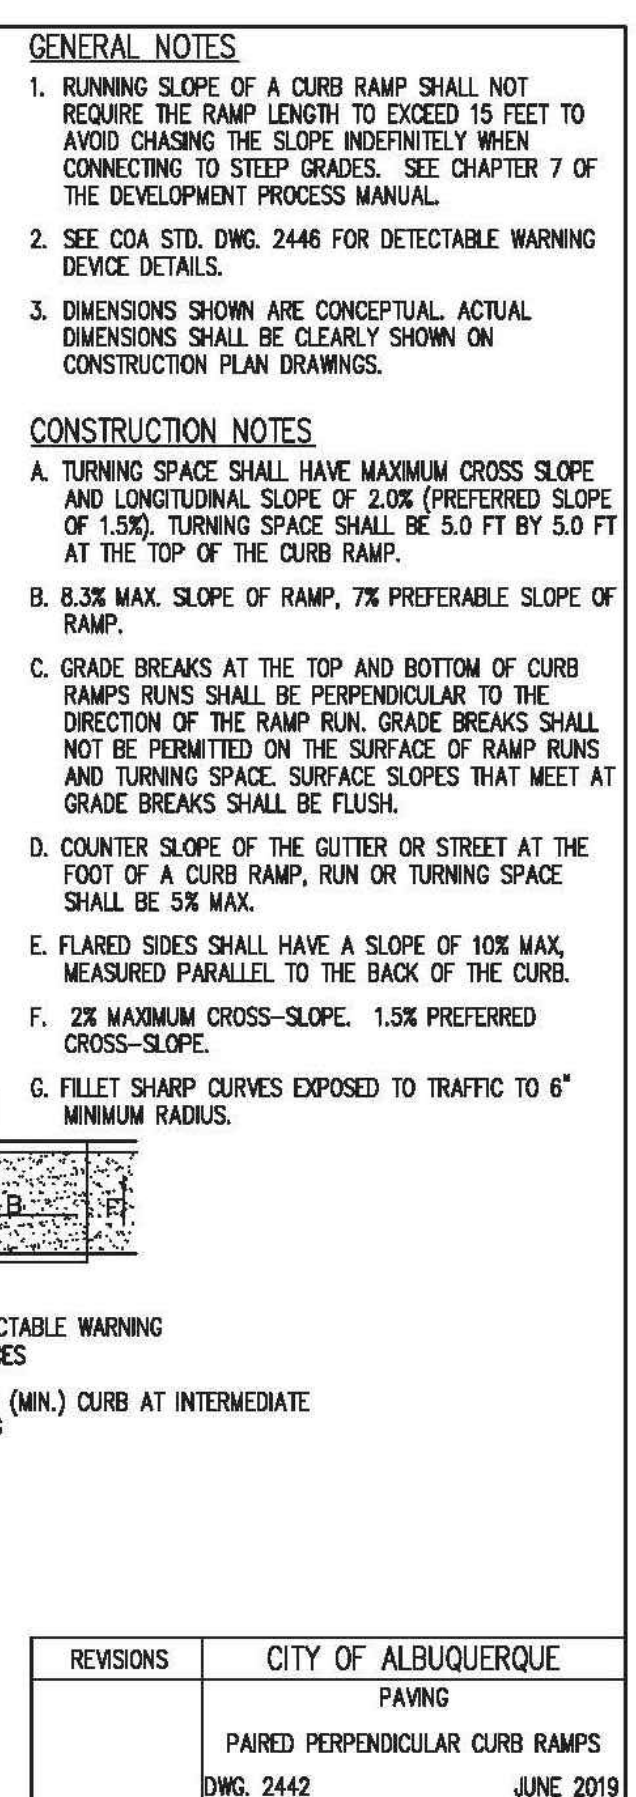 GENERAL NOTES
1. RUNNING SLOPE OF A CURB RAMP SHALL NOT
REQUIRE THE RAMP LENGTH TO EXCEED 15 FEET TO
AVOID CHASING THE SLOPE INDEFINITELY WHEN
CONNECTING TO STEEP GRADES. SEE CHAPTER 7 OF
THE DEVELOPMENT PROCESS MANUAL.
2. SEE COA STD. DWG. 2446 FOR DETECTABLE WARNING
DEVICE DETAILS.
3. DIMENSIONS SHOWN ARE CONCEPTUAL. ACTUAL
DIMENSIONS SHALL BE CLEARLY SHOWN ON
CONSTRUCTION PLAN DRAWINGS.
CONSTRUCTION NOTES
A. TURNING SPACE SHALL HAVE MAXIMUM CROSS SLOPE
AND LONGITUDINAL SLOPE OF 2.0% (PREFERRED SLOPE
OF 1.5%). TURNING SPACE SHALL BE 5.0 FT BY 5.0 FT
AT THE TOP OF THE CURB RAMP.
B. 8.3% MAX. SLOPE OF RAMP, 7% PREFERABLE SLOPE OF
RAMP.
C. GRADE BREAKS AT THE TOP AND BOTTOM OF CURB
RAMPS RUNS SHALL BE PERPENDICULAR TO THE
DIRECTION OF THE RAMP RUN. GRADE BREAKS SHALL
NOT BE PERMITTED ON THE SURFACE OF RAMP RUNS
AND TURNING SPACE. SURFACE SLOPES THAT MEET AT
GRADE BREAKS SHALL BE FLUSH.
D. COUNTER SLOPE OF THE GUTTER OR STREET AT THE
FOOT OF A CURB RAMP, RUN OR TURNING SPACE
SHALL BE 5% MAX.
E. FLARED SIDES SHALL HAVE A SLOPE OF 10% MAX,
MEASURED PARALLEL TO THE BACK OF THE CURB.
F. 2% MAXIMUM CROSS-SLOPE. 1.5% PREFERRED
CROSS-SLOPE.
G. FILLET SHARP CURVES EXPOSED TO TRAFFIC TO 6"
MINIMUM RADIUS.
B
CTABLE WARNING
ES
(MIN.) CURB AT INTERMEDIATE
REVISIONS
CITY OF ALBUQUERQUE
PAVING
PAIRED PERPENDICULAR CURB RAMPS
DWG. 2442 JUNE 2019